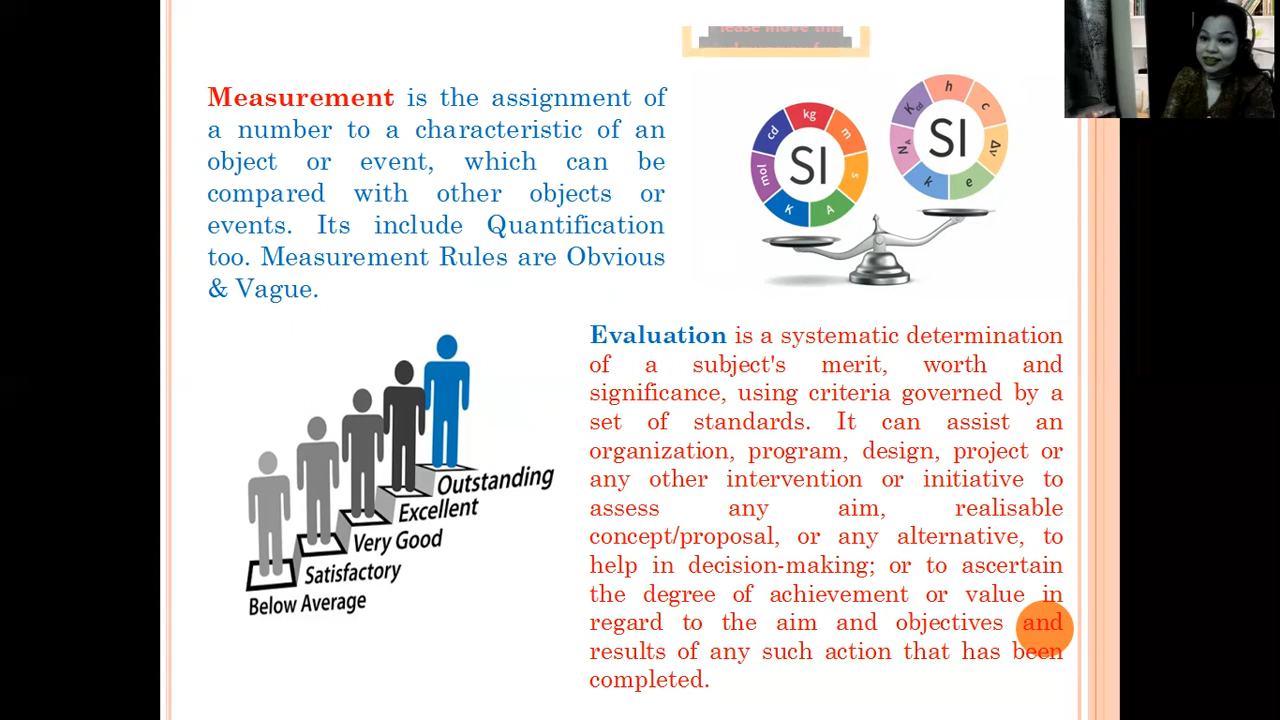 lease move this
Measurement is the assignment of
a number to a characteristic of an
object or event, which can be
compared with other objects or
events. Its include Quantification
too. Measurement Rules are Obvious
& Vague.
kg
m
s
A
K
mol
cd
SI
h
c
Δν
e
k
N_A
K_cd
SI
Evaluation is a systematic determination
of a subject's merit, worth and
significance, using criteria governed by a
set of standards. It can assist an
organization, program, design, project or
any other intervention or initiative to
assess any aim, realisable
concept/proposal, or any alternative, to
help in decision-making; or to ascertain
the degree of achievement or value in
regard to the aim and objectives and
results of any such action that has been
completed.
Outstanding
Excellent
Very Good
Satisfactory
Below Average